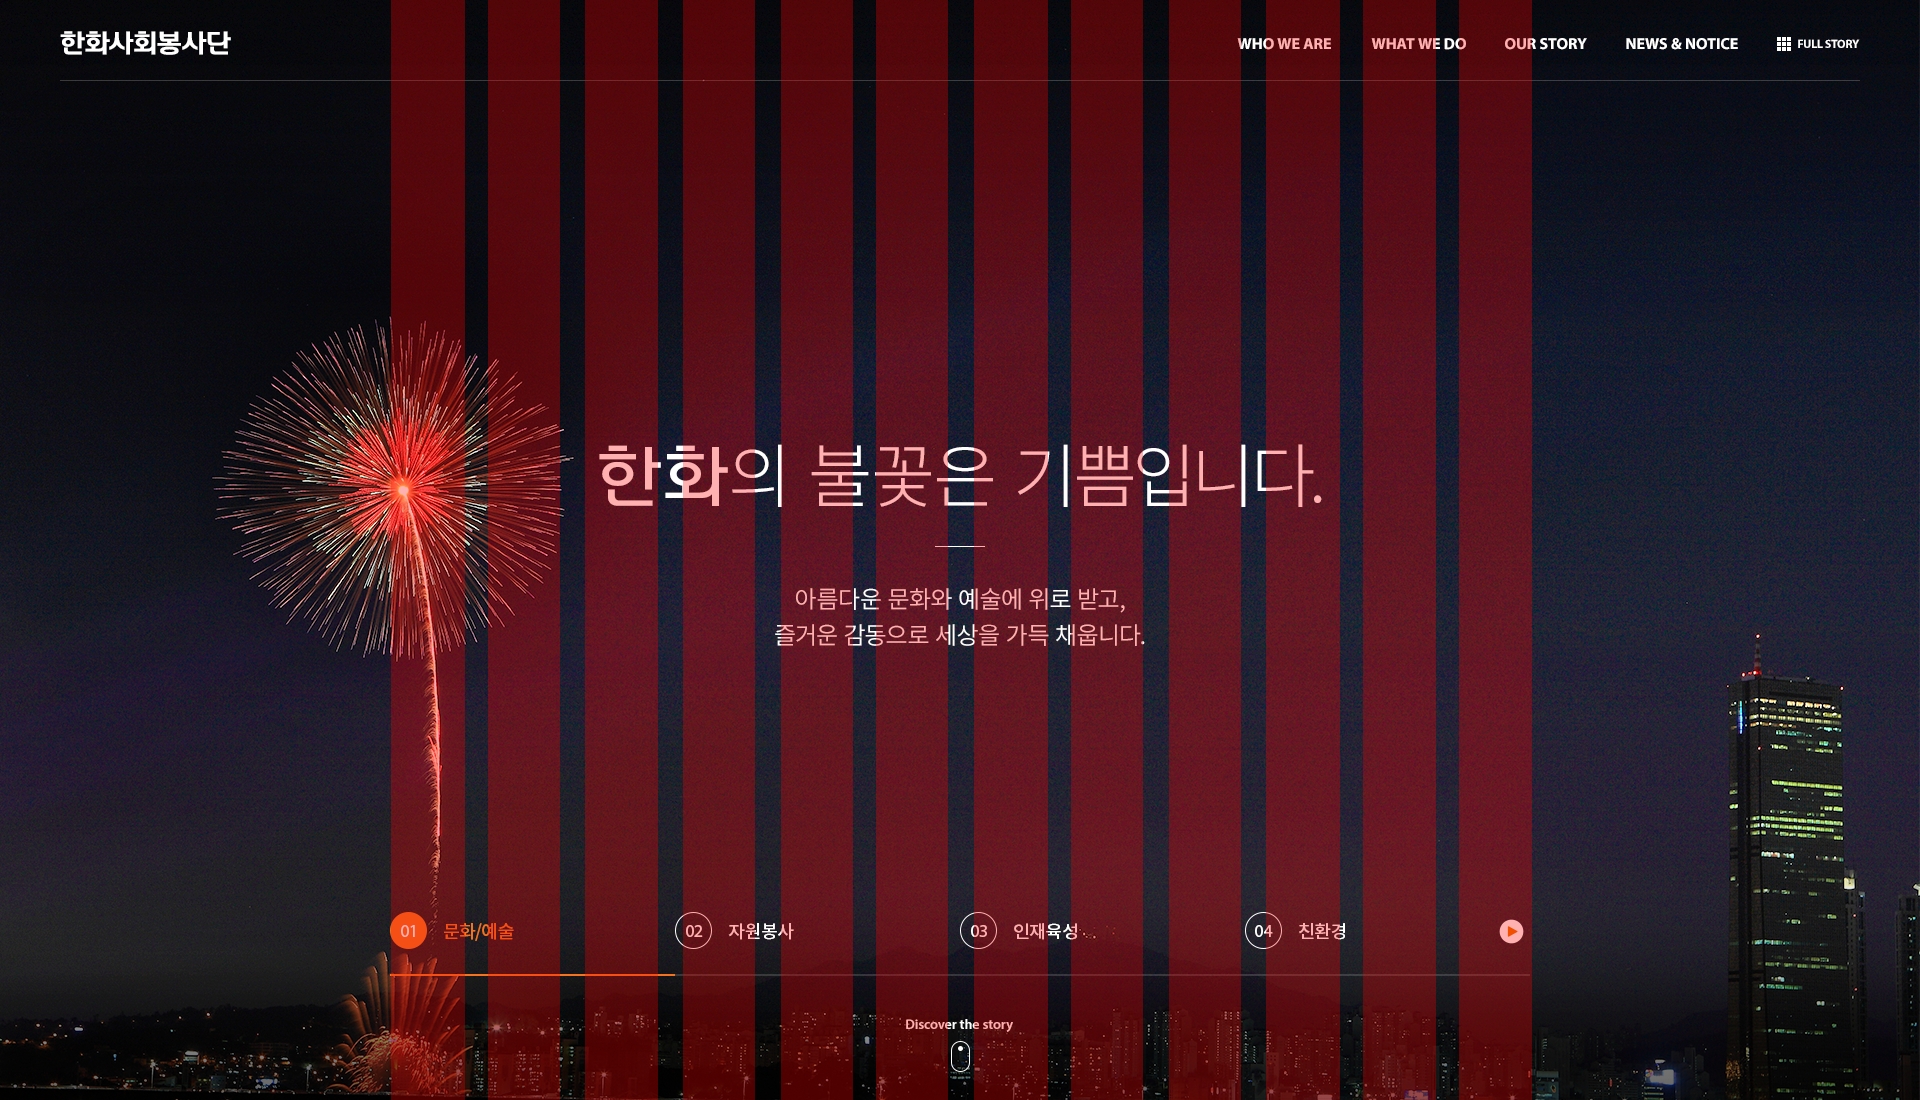 한화사회봉사단
WHO WE ARE
WHAT WE DO
OUR STORY
NEWS & NOTICE
FULL STORY
한화의 불꽃은 기쁨입니다.
아름다운 문화와 예술에 위로 받고,
즐거운 감동으로 세상을 가득 채웁니다.
01 문화/예술
02 자원봉사
03 인재육성
04 친환경
Discover the story